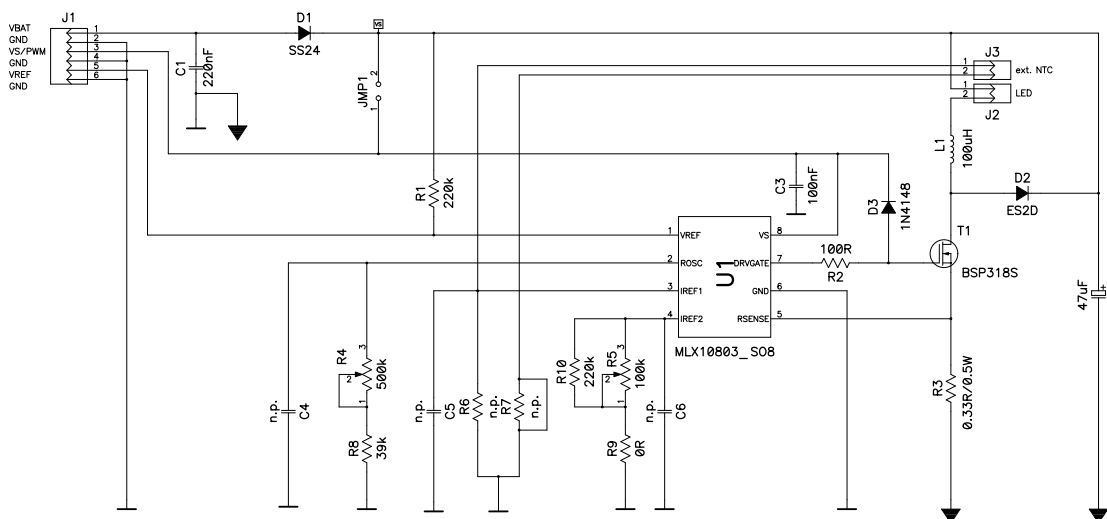 J1
VBAT
GND
VS/PWM
GND
VREF
GND
1
2
3
4
5
6
D1
SS24
VS
C1
220nF
JMP1
2
1
R1
220k
J3
1
2
ext. NTC
1
2
LED
J2
L1
100uH
C3
100nF
D3
1N4148
D2
ES2D
T1
BSP318S
47uF
+
U1
1 VREF
2 ROSC
3 IREF1
4 IREF2
VS 8
DRVGATE 7
GND 6
RSENSE 5
MLX10803_SO8
100R
R2
R3
0.33R/0.5W
n.p.
C4
R4
500k
3
2
1
R8
39k
n.p.
C5
R6
n.p.
R7
n.p.
R10
220k
R5
100k
3
2
1
R9
0R
n.p.
C6